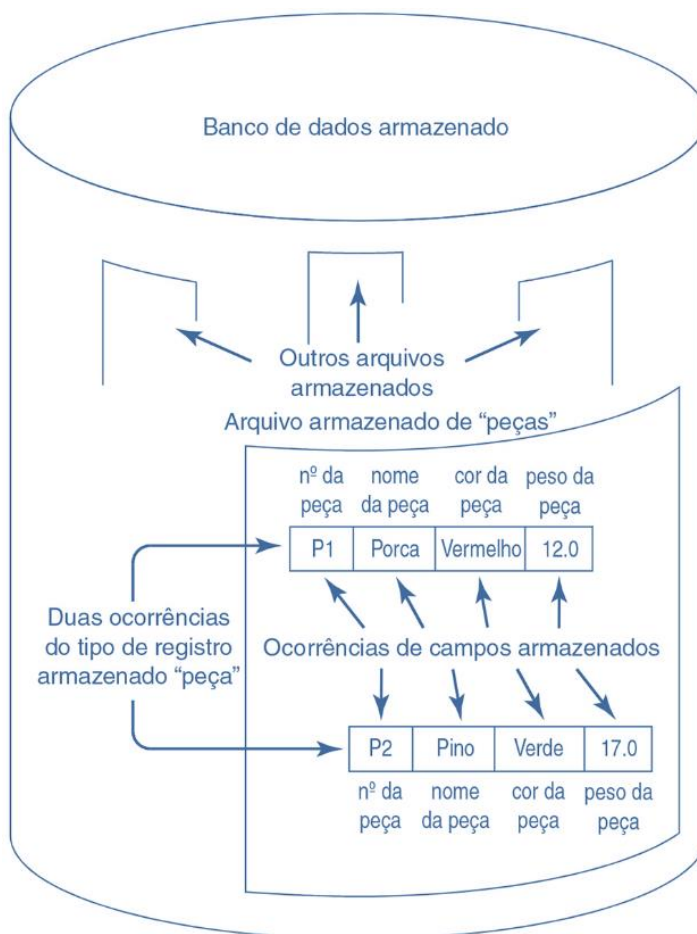 Banco de dados armazenado
Outros arquivos
armazenados
Arquivo armazenado de “peças”
nº da
peça
nome
da peça
cor da
peça
peso da
peça
P1
Porca
Vermelho
12.0
Duas ocorrências
do tipo de registro
armazenado “peça”
Ocorrências de campos armazenados
P2
Pino
Verde
17.0
nº da
peça
nome
da peça
cor da
peça
peso da
peça